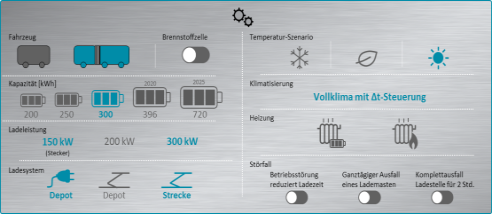 Fahrzeug
Brennstoffzelle
Kapazität [kWh]
2020
2025
200
250
300
396
720
Ladeleistung
150 kW
200 kW
300 kW
(Stecker)
Ladesystem
Depot
Depot
Strecke
Temperatur-Szenario
Klimatisierung
Vollklima mit Δt-Steuerung
Heizung
Störfall
Betriebsstörung
reduziert Ladezeit
Ganztägiger Ausfall
eines Lademasten
Komplettausfall
Ladestelle für 2 Std.